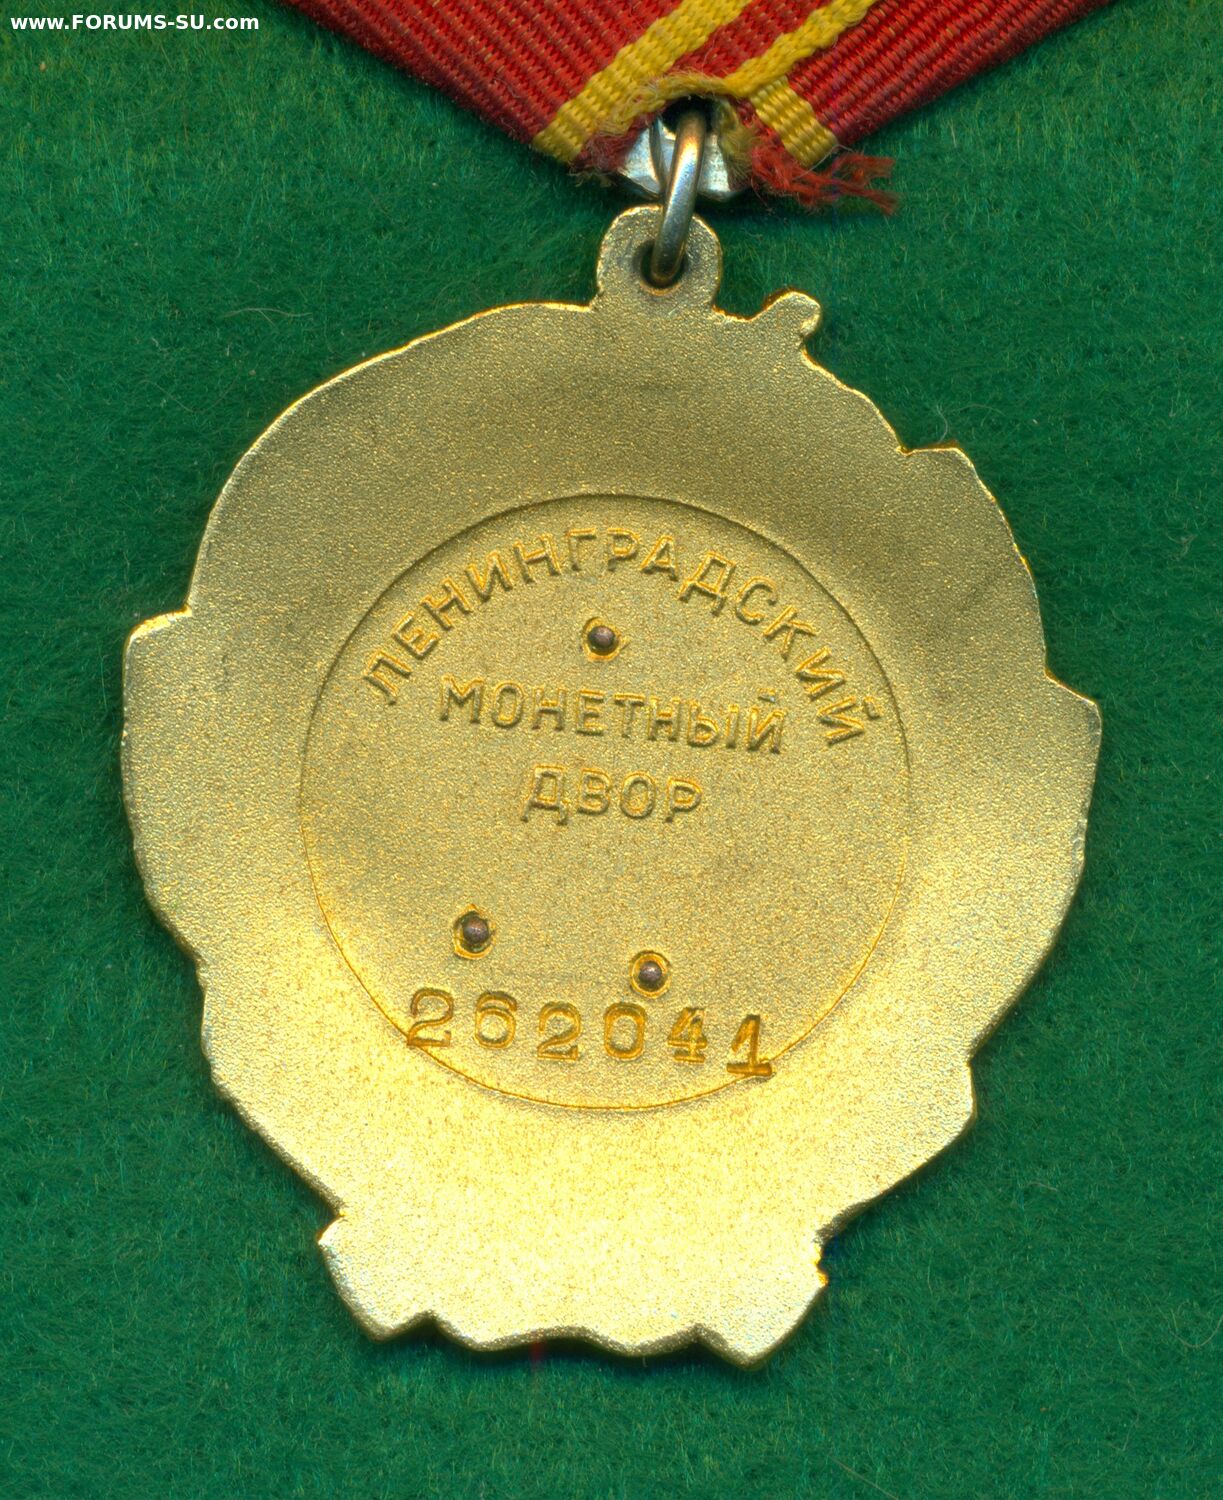 www.FORUMS-SU.com
ЛЕНИНГРАДСКИЙ
МОНЕТНЫЙ
ДВОР
262041